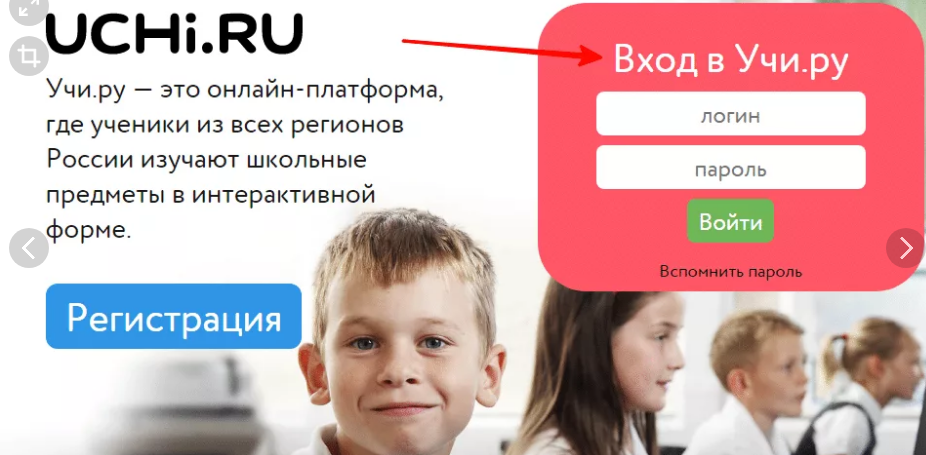 UCHi.RU
Учи.ру — это онлайн-платформа,
где ученики из всех регионов
России изучают школьные
предметы в интерактивной
форме.
Регистрация
Вход в Учи.ру
логин
пароль
Войти
Вспомнить пароль